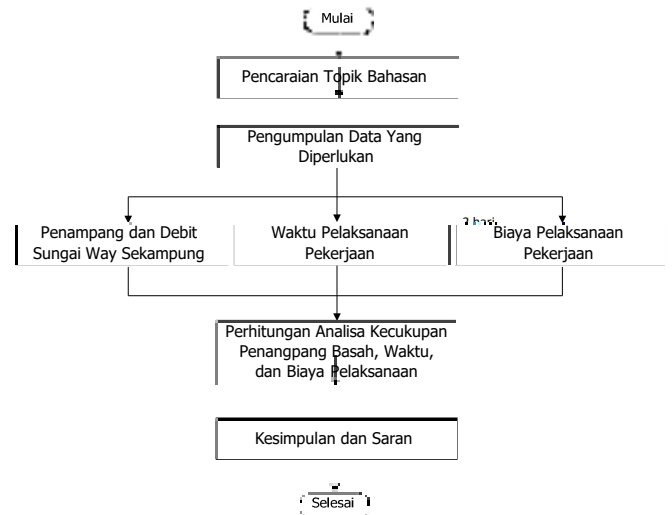 Mulai
Pencaraian Topik Bahasan
Pengumpulan Data Yang
Diperlukan
Penampang dan Debit
Sungai Way Sekampung
Waktu Pelaksanaan
Pekerjaan
Biaya Pelaksanaan
Pekerjaan
Perhitungan Analisa Kecukupan
Penangpang Basah, Waktu,
dan Biaya Pelaksanaan
Kesimpulan dan Saran
Selesai